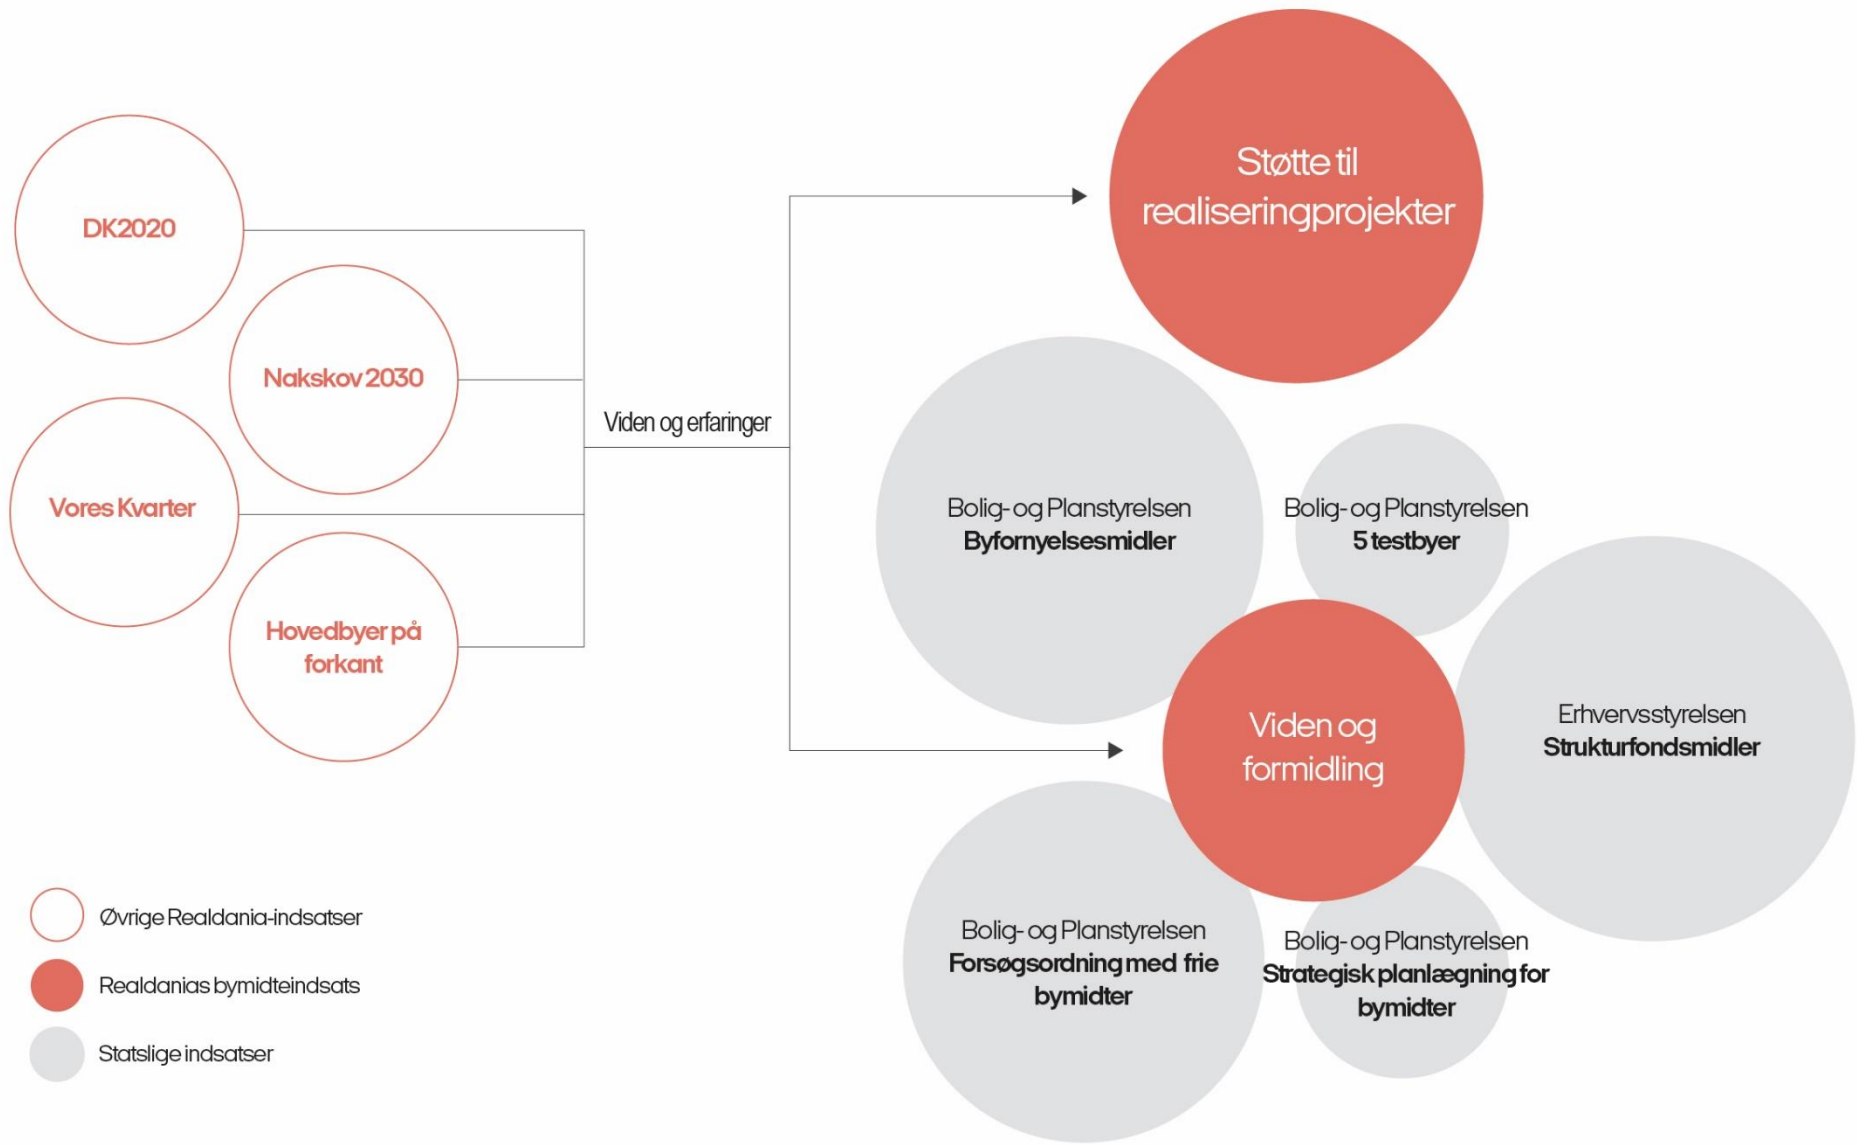 DK2020
Nakskov 2030
Vores Kvarter
Hovedbyer på
forkant
Viden og erfaringer
Støtte til
realiseringprojekter
Bolig- og Planstyrelsen
Byfornyelsesmidler
Bolig- og Planstyrelsen
5 testbyer
Erhvervsstyrelsen
Strukturfondsmidler
Viden og
formidling
Bolig- og Planstyrelsen
Forsøgsordning med frie
bymidter
Bolig- og Planstyrelsen
Strategisk planlægning for
bymidter
Øvrige Realdania-indsatser
Realdanias bymidteindsats
Statslige indsatser